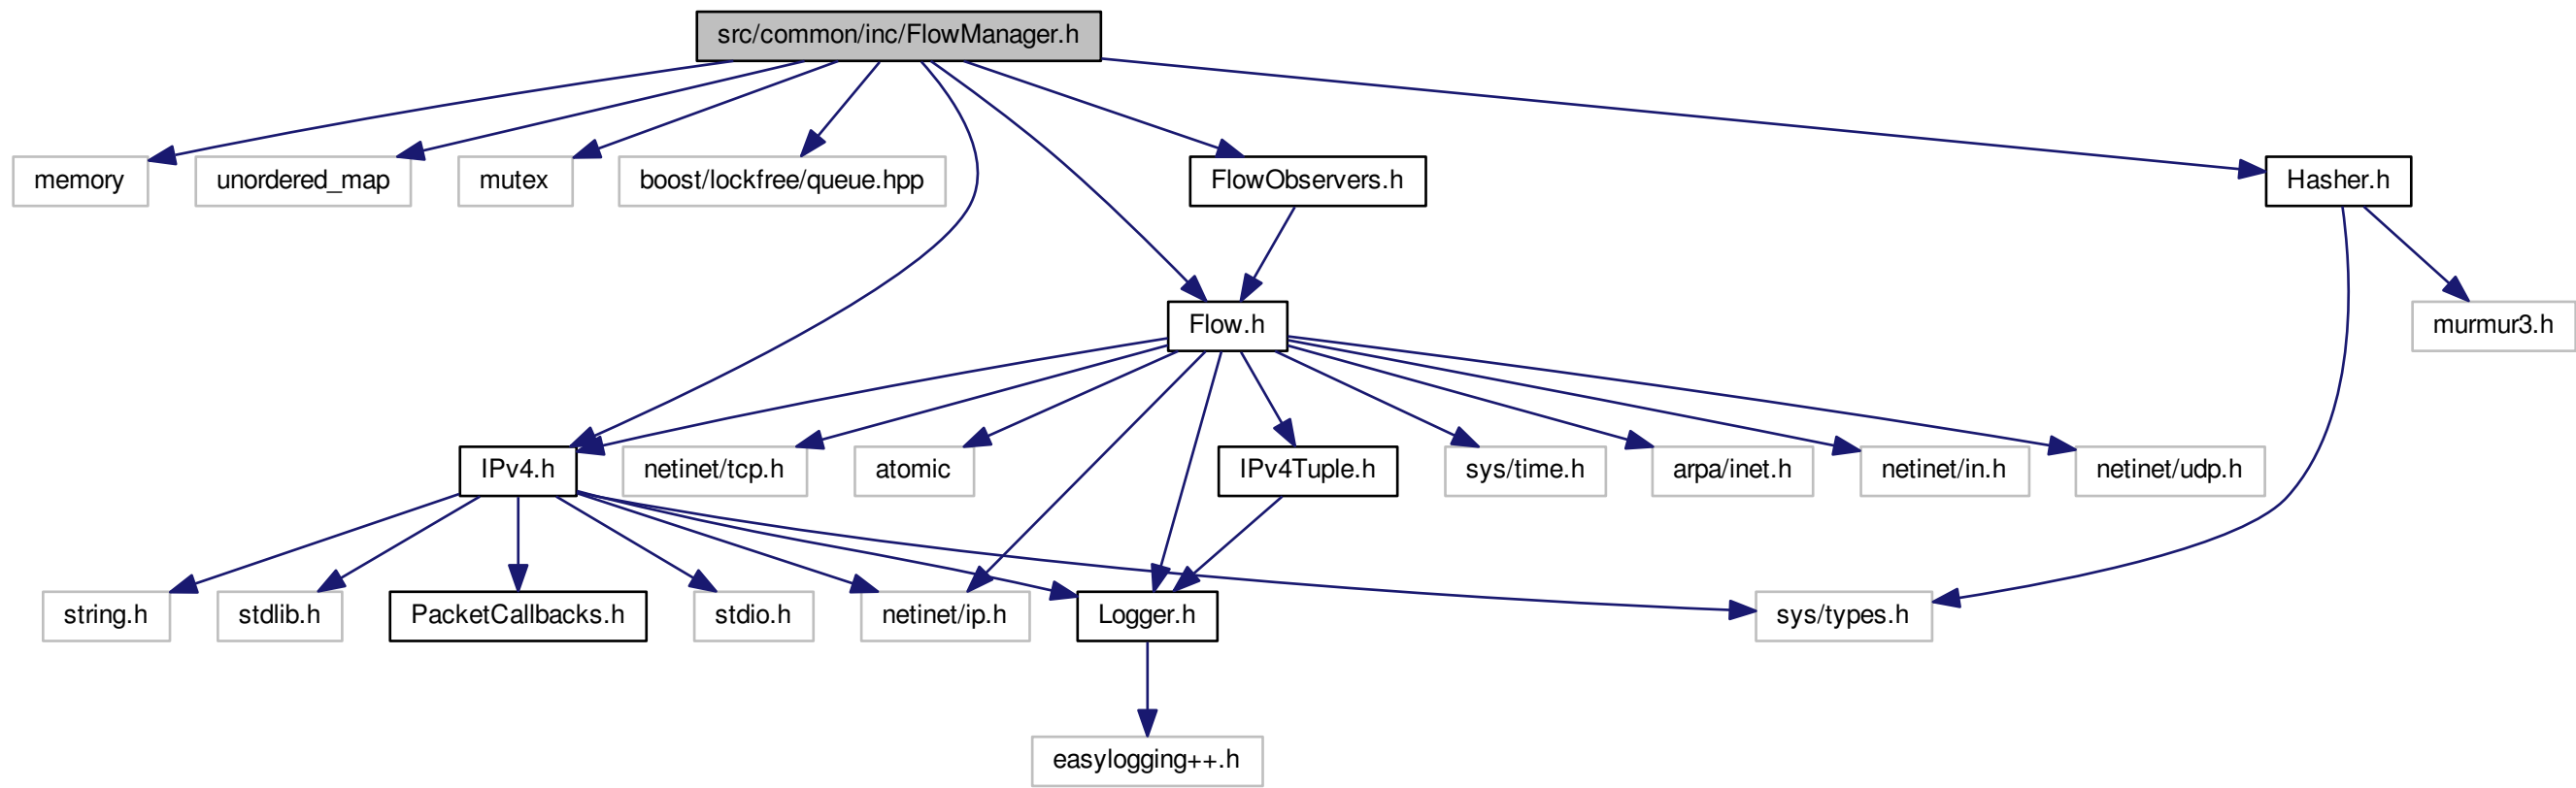 src/common/inc/FlowManager.h
memory
unordered_map
mutex
boost/lockfree/queue.hpp
FlowObservers.h
Hasher.h
Flow.h
murmur3.h
IPv4.h
netinet/tcp.h
atomic
IPv4Tuple.h
sys/time.h
arpa/inet.h
netinet/in.h
netinet/udp.h
string.h
stdlib.h
PacketCallbacks.h
stdio.h
netinet/ip.h
Logger.h
sys/types.h
easylogging++.h